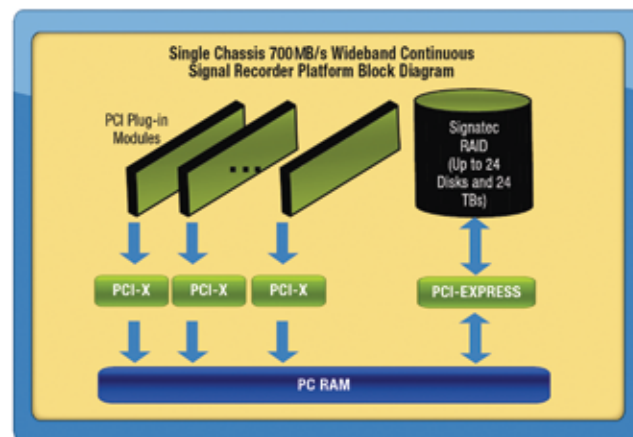 Single Chassis 700MB/s Wideband Continuous
Signal Recorder Platform Block Diagram
PCI Plug-in
Modules
Signatec
RAID
(Up to 24
Disks and 24
TBs)
PCI-X
PCI-X
PCI-X
PCI-EXPRESS
PC RAM